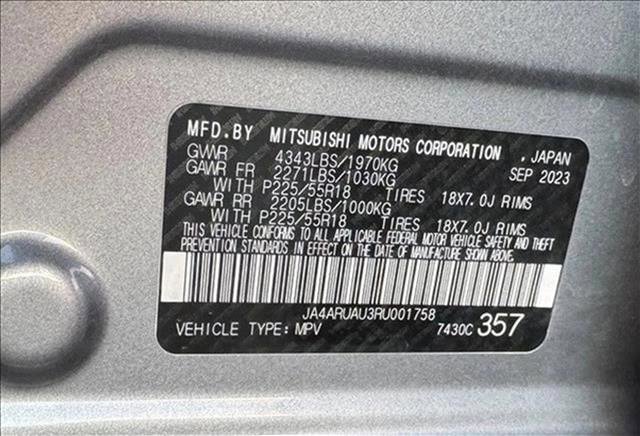 MFD.BY MITSUBISHI MOTORS CORPORATION , JAPAN
GVWR 4343LBS/1970KG SEP 2023
GAWR FR 2271LBS/1030KG
WITH P225/55R18 TIRES 18X7.0J RIMS
GAWR RR 2205LBS/1000KG
WITH P225/55R18 TIRES 18X7.0J RIMS
THIS VEHICLE CONFORMS TO ALL APPLICABLE FEDERAL MOTOR VEHICLE SAFETY AND THEFT
PREVENTION STANDARDS IN EFFECT ON THE DATE OF MANUFACTURE SHOWN ABOVE.
JA4ARUAU3RU001758
VEHICLE TYPE: MPV 7430C 357